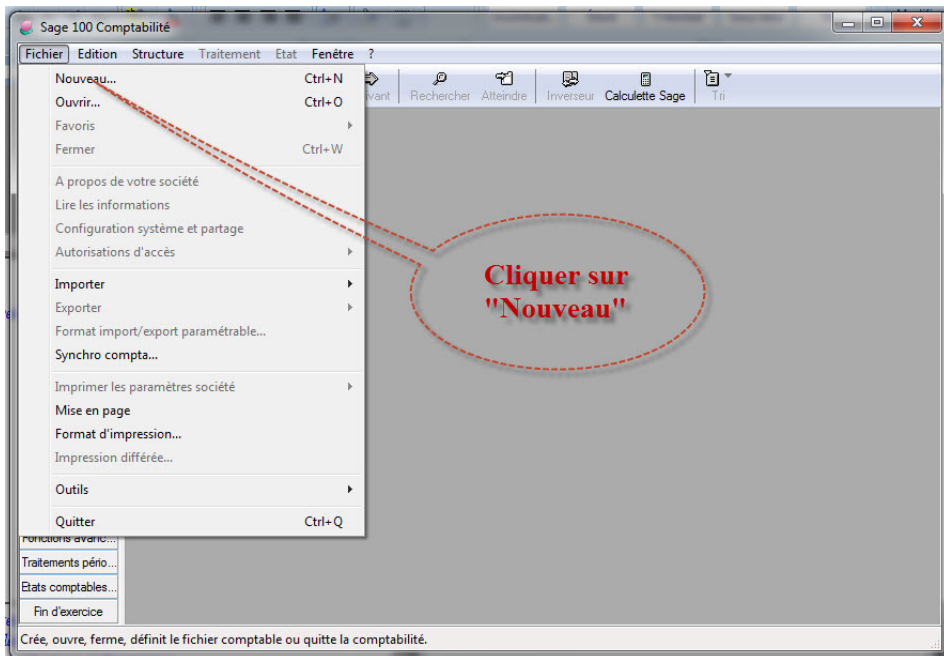 Sage 100 Comptabilité
Fichier Edition Structure Traitement Etat Fenêtre ?
Nouveau... Ctrl+N
Ouvrir... Ctrl+O
Favoris
Fermer Ctrl+W
A propos de votre société
Lire les informations
Configuration système et partage
Autorisations d'accès
Importer
Exporter
Format import/export paramétrable...
Synchro compta...
Imprimer les paramètres société
Mise en page
Format d'impression...
Impression différée...
Outils
Quitter Ctrl+Q
Rechercher Atteindre Inverseur Calculette Sage Tri
Cliquer sur
"Nouveau"
Fonctions avanc...
Traitements pério...
Etats comptables...
Fin d'exercice
Crée, ouvre, ferme, définit le fichier comptable ou quitte la comptabilité.